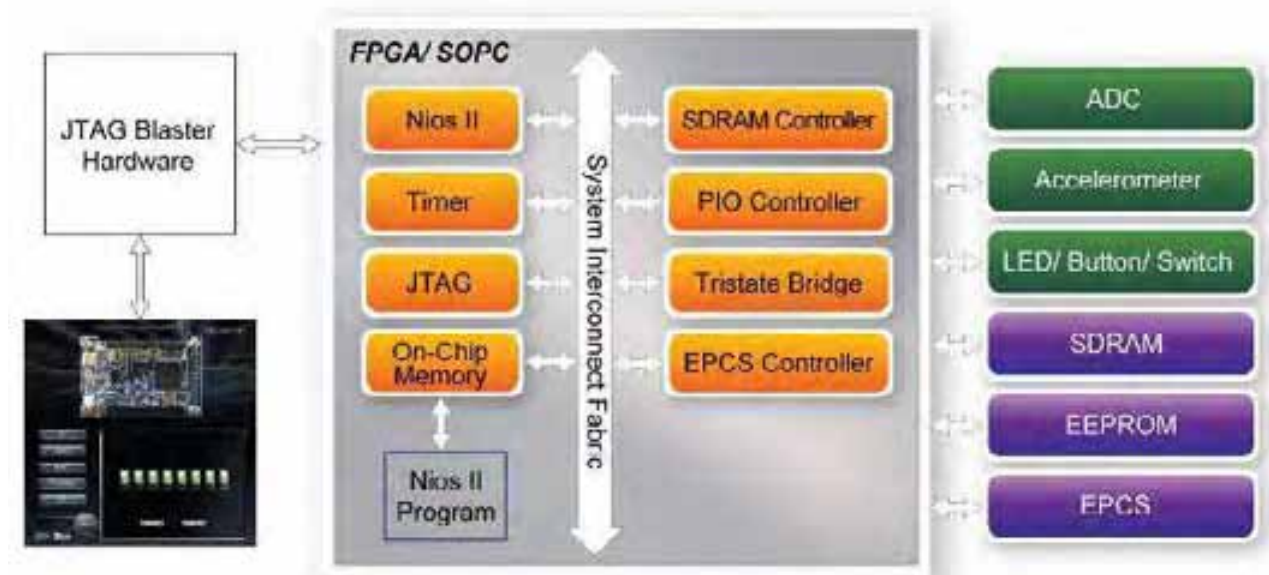 FPGA/ SOPC
JTAG Blaster
Hardware
Nios II
Timer
JTAG
On-Chip
Memory
Nios II
Program
System Interconnect Fabric
SDRAM Controller
PIO Controller
Tristate Bridge
EPCS Controller
ADC
Accelerometer
LED/ Button/ Switch
SDRAM
EEPROM
EPCS